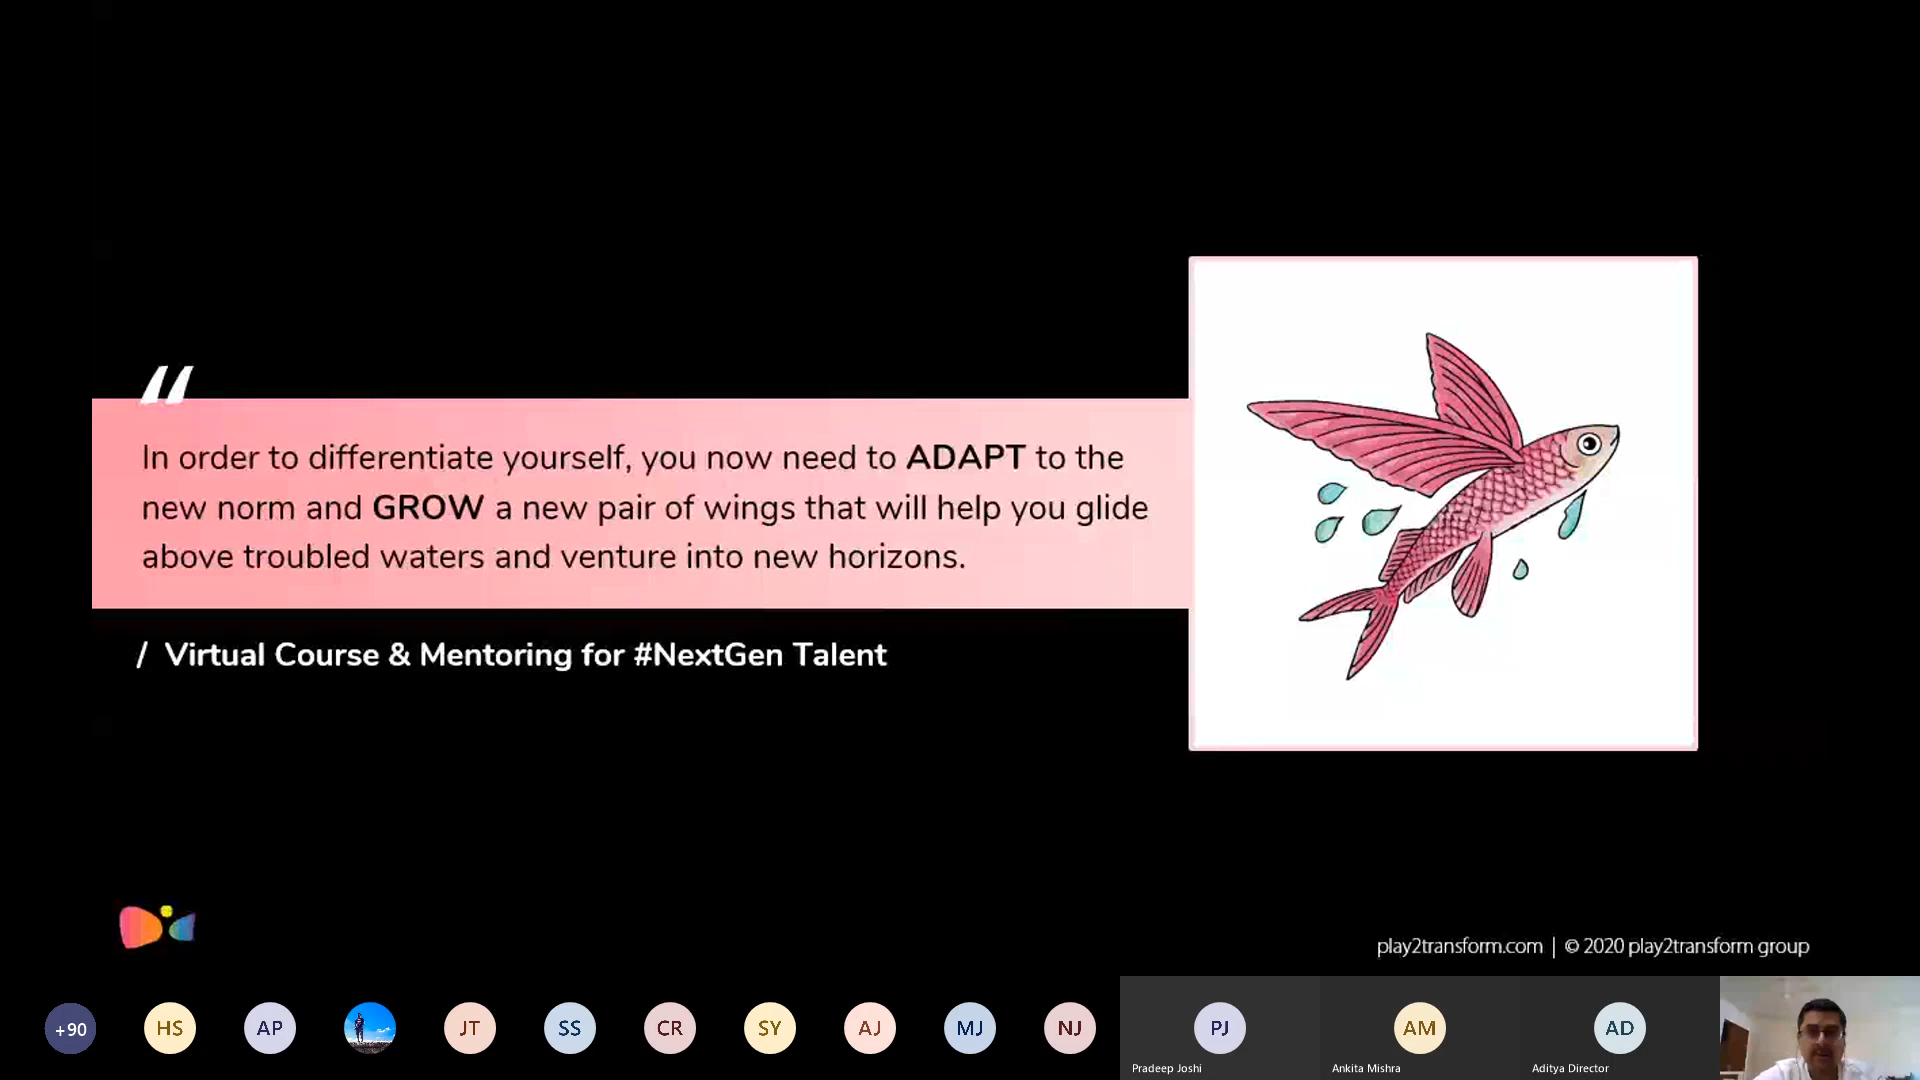 “
In order to differentiate yourself, you now need to ADAPT to the
new norm and GROW a new pair of wings that will help you glide
above troubled waters and venture into new horizons.
/ Virtual Course & Mentoring for #NextGen Talent
play2transform.com | © 2020 play2transform group
+90 HS AP JT SS CR SY AJ MJ NJ PJ AM AD
Pradeep Joshi Ankita Mishra Aditya Director